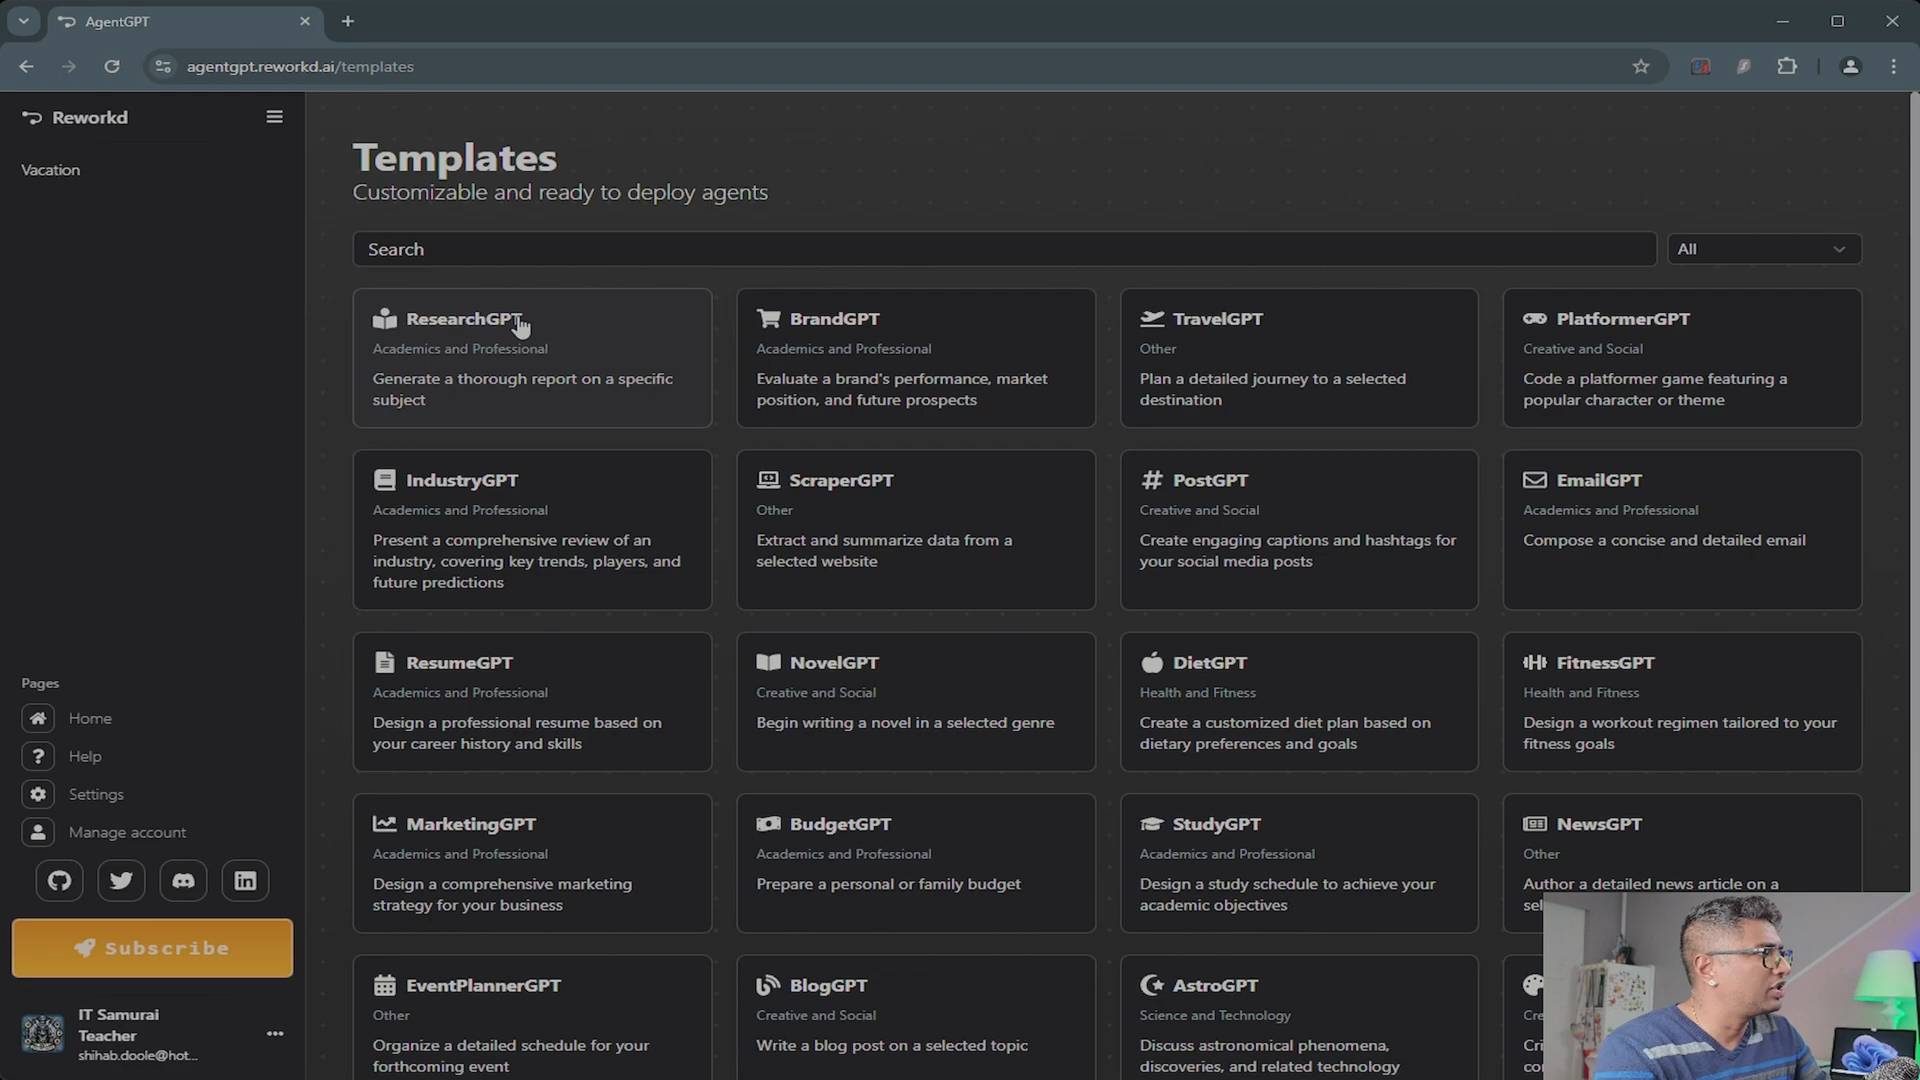 AgentGPT
agentgpt.reworkd.ai/templates
Reworkd
Vacation
Templates
Customizable and ready to deploy agents
Search
All
ResearchGPT
Academics and Professional
Generate a thorough report on a specific
subject
BrandGPT
Academics and Professional
Evaluate a brand's performance, market
position, and future prospects
TravelGPT
Other
Plan a detailed journey to a selected
destination
PlatformerGPT
Creative and Social
Code a platformer game featuring a
popular character or theme
IndustryGPT
Academics and Professional
Present a comprehensive review of an
industry, covering key trends, players, and
future predictions
ScraperGPT
Other
Extract and summarize data from a
selected website
PostGPT
Creative and Social
Create engaging captions and hashtags for
your social media posts
EmailGPT
Academics and Professional
Compose a concise and detailed email
ResumeGPT
Academics and Professional
Design a professional resume based on
your career history and skills
NovelGPT
Creative and Social
Begin writing a novel in a selected genre
DietGPT
Health and Fitness
Create a customized diet plan based on
dietary preferences and goals
FitnessGPT
Health and Fitness
Design a workout regimen tailored to your
fitness goals
MarketingGPT
Academics and Professional
Design a comprehensive marketing
strategy for your business
BudgetGPT
Academics and Professional
Prepare a personal or family budget
StudyGPT
Academics and Professional
Design a study schedule to achieve your
academic objectives
NewsGPT
Other
Author a detailed news article on a
EventPlannerGPT
Other
Organize a detailed schedule for your
forthcoming event
BlogGPT
Creative and Social
Write a blog post on a selected topic
AstroGPT
Science and Technology
Discuss astronomical phenomena,
discoveries, and related technology
Pages
Home
Help
Settings
Manage account
Subscribe
IT Samurai
Teacher
shihab.doole@hot...